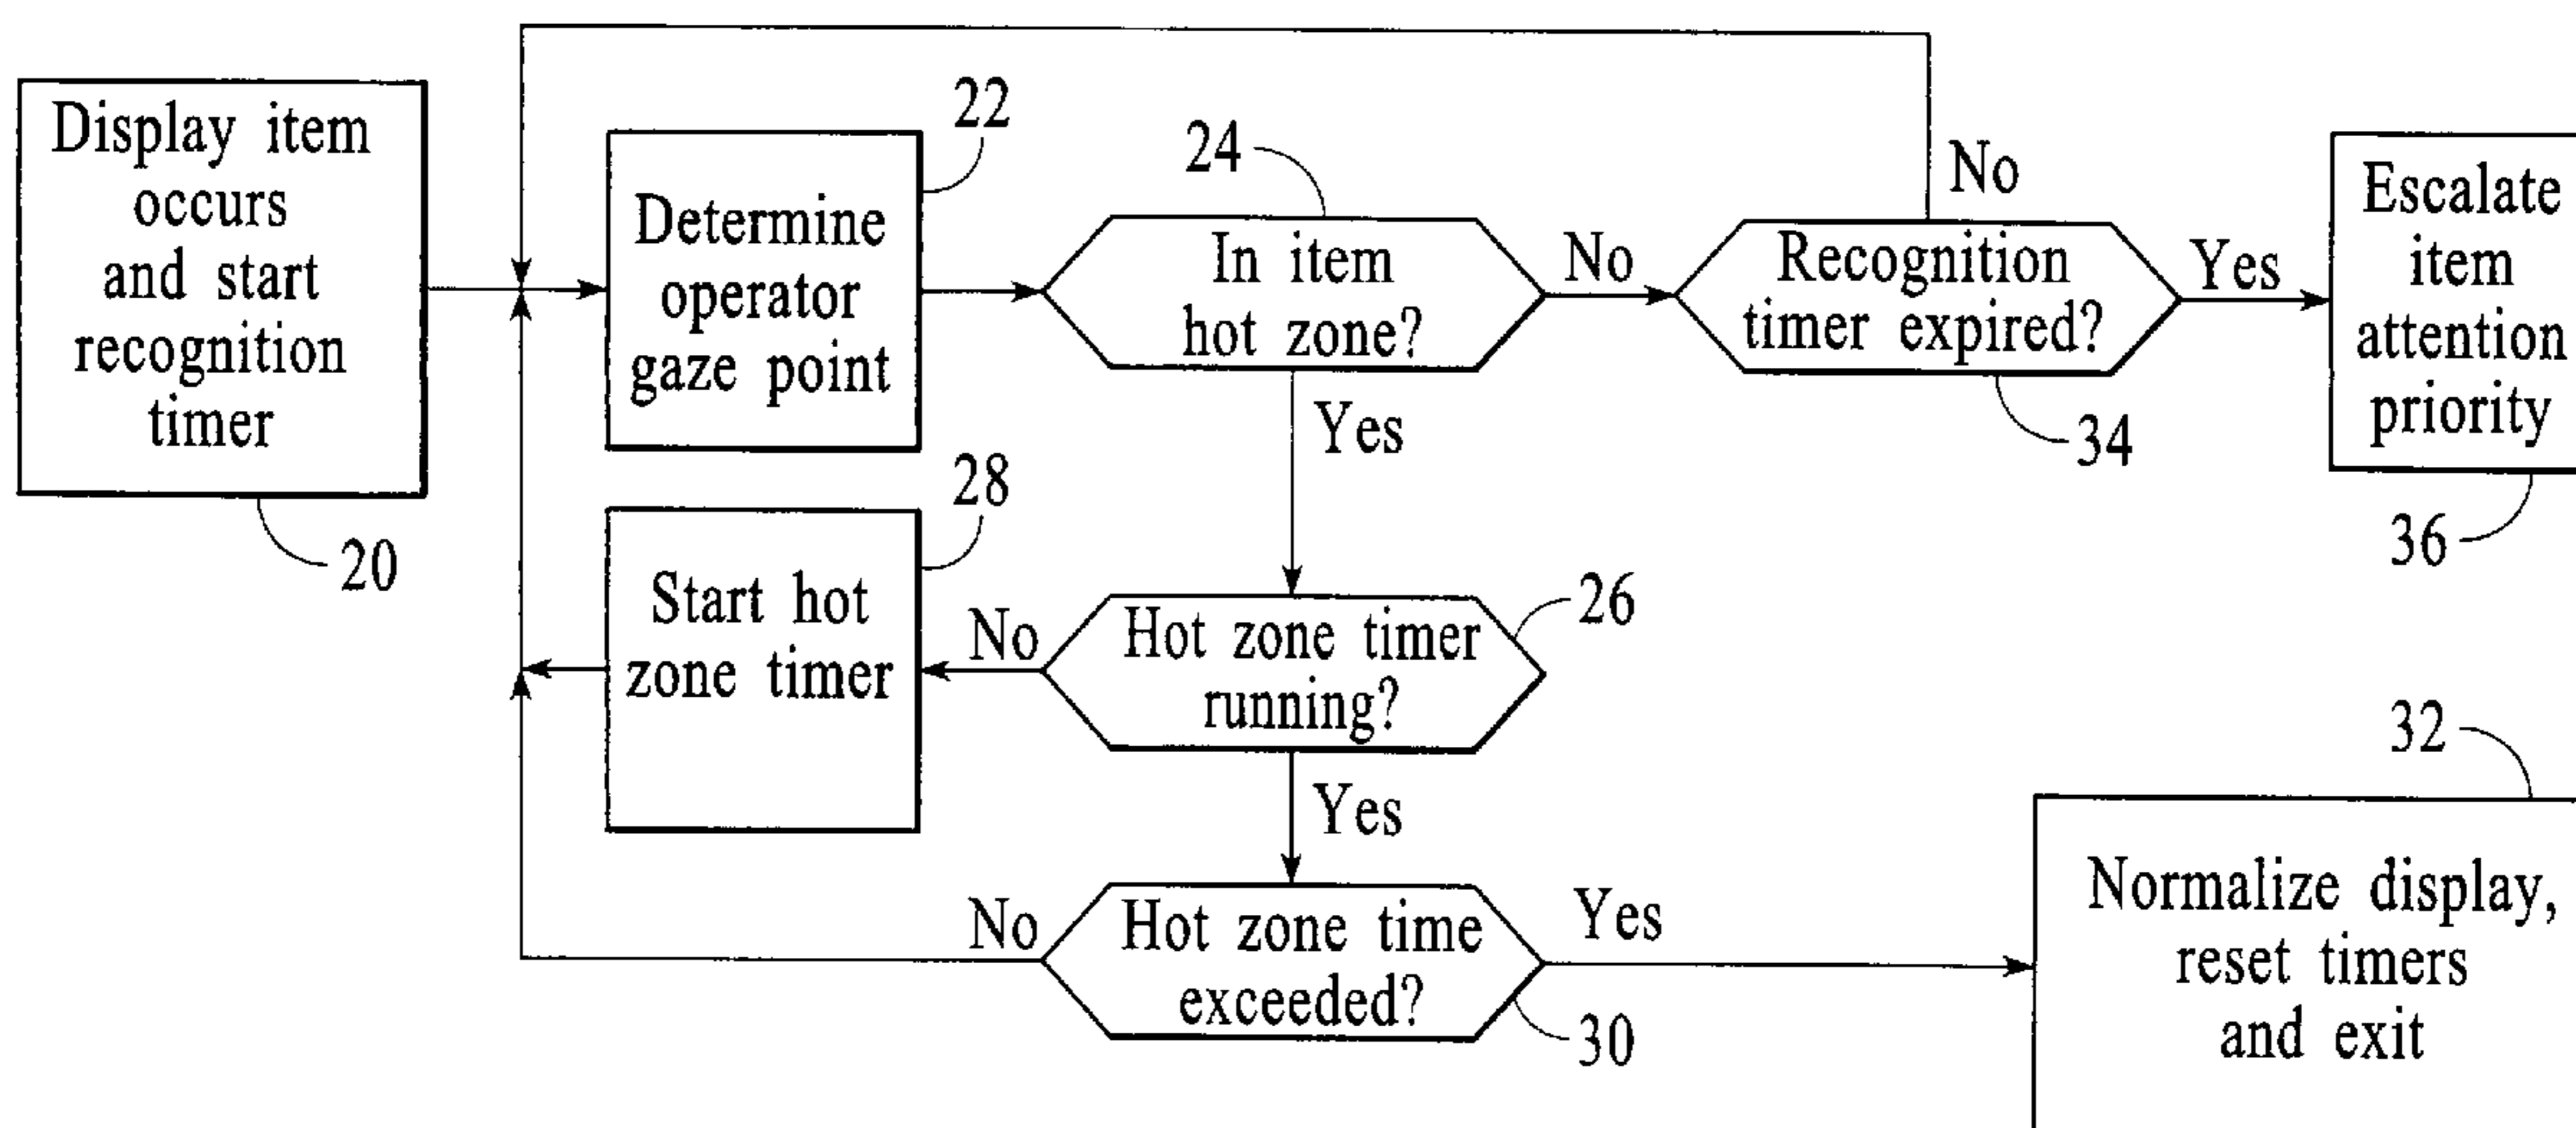 Display item
occurs
and start
recognition
timer
20
22
Determine
operator
gaze point
24
In item
hot zone?
No
Yes
No
Recognition
timer expired?
34
Yes
Escalate
item
attention
priority
36
28
Start hot
zone timer
No
Hot zone timer
running?
26
Yes
No
Hot zone time
exceeded?
30
Yes
32
Normalize display,
reset timers
and exit